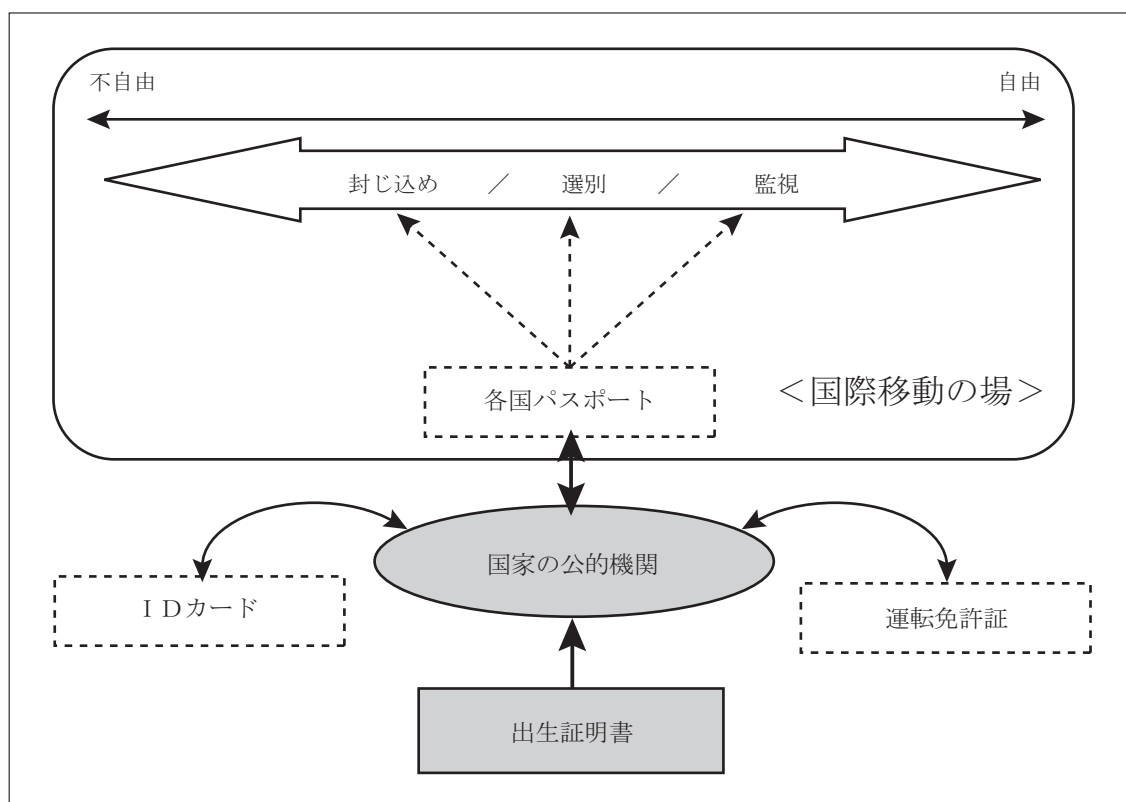 不自由 自由
封じ込め ／ 選別 ／ 監視
各国パスポート
＜国際移動の場＞
国家の公的機関
ＩＤカード
運転免許証
出生証明書